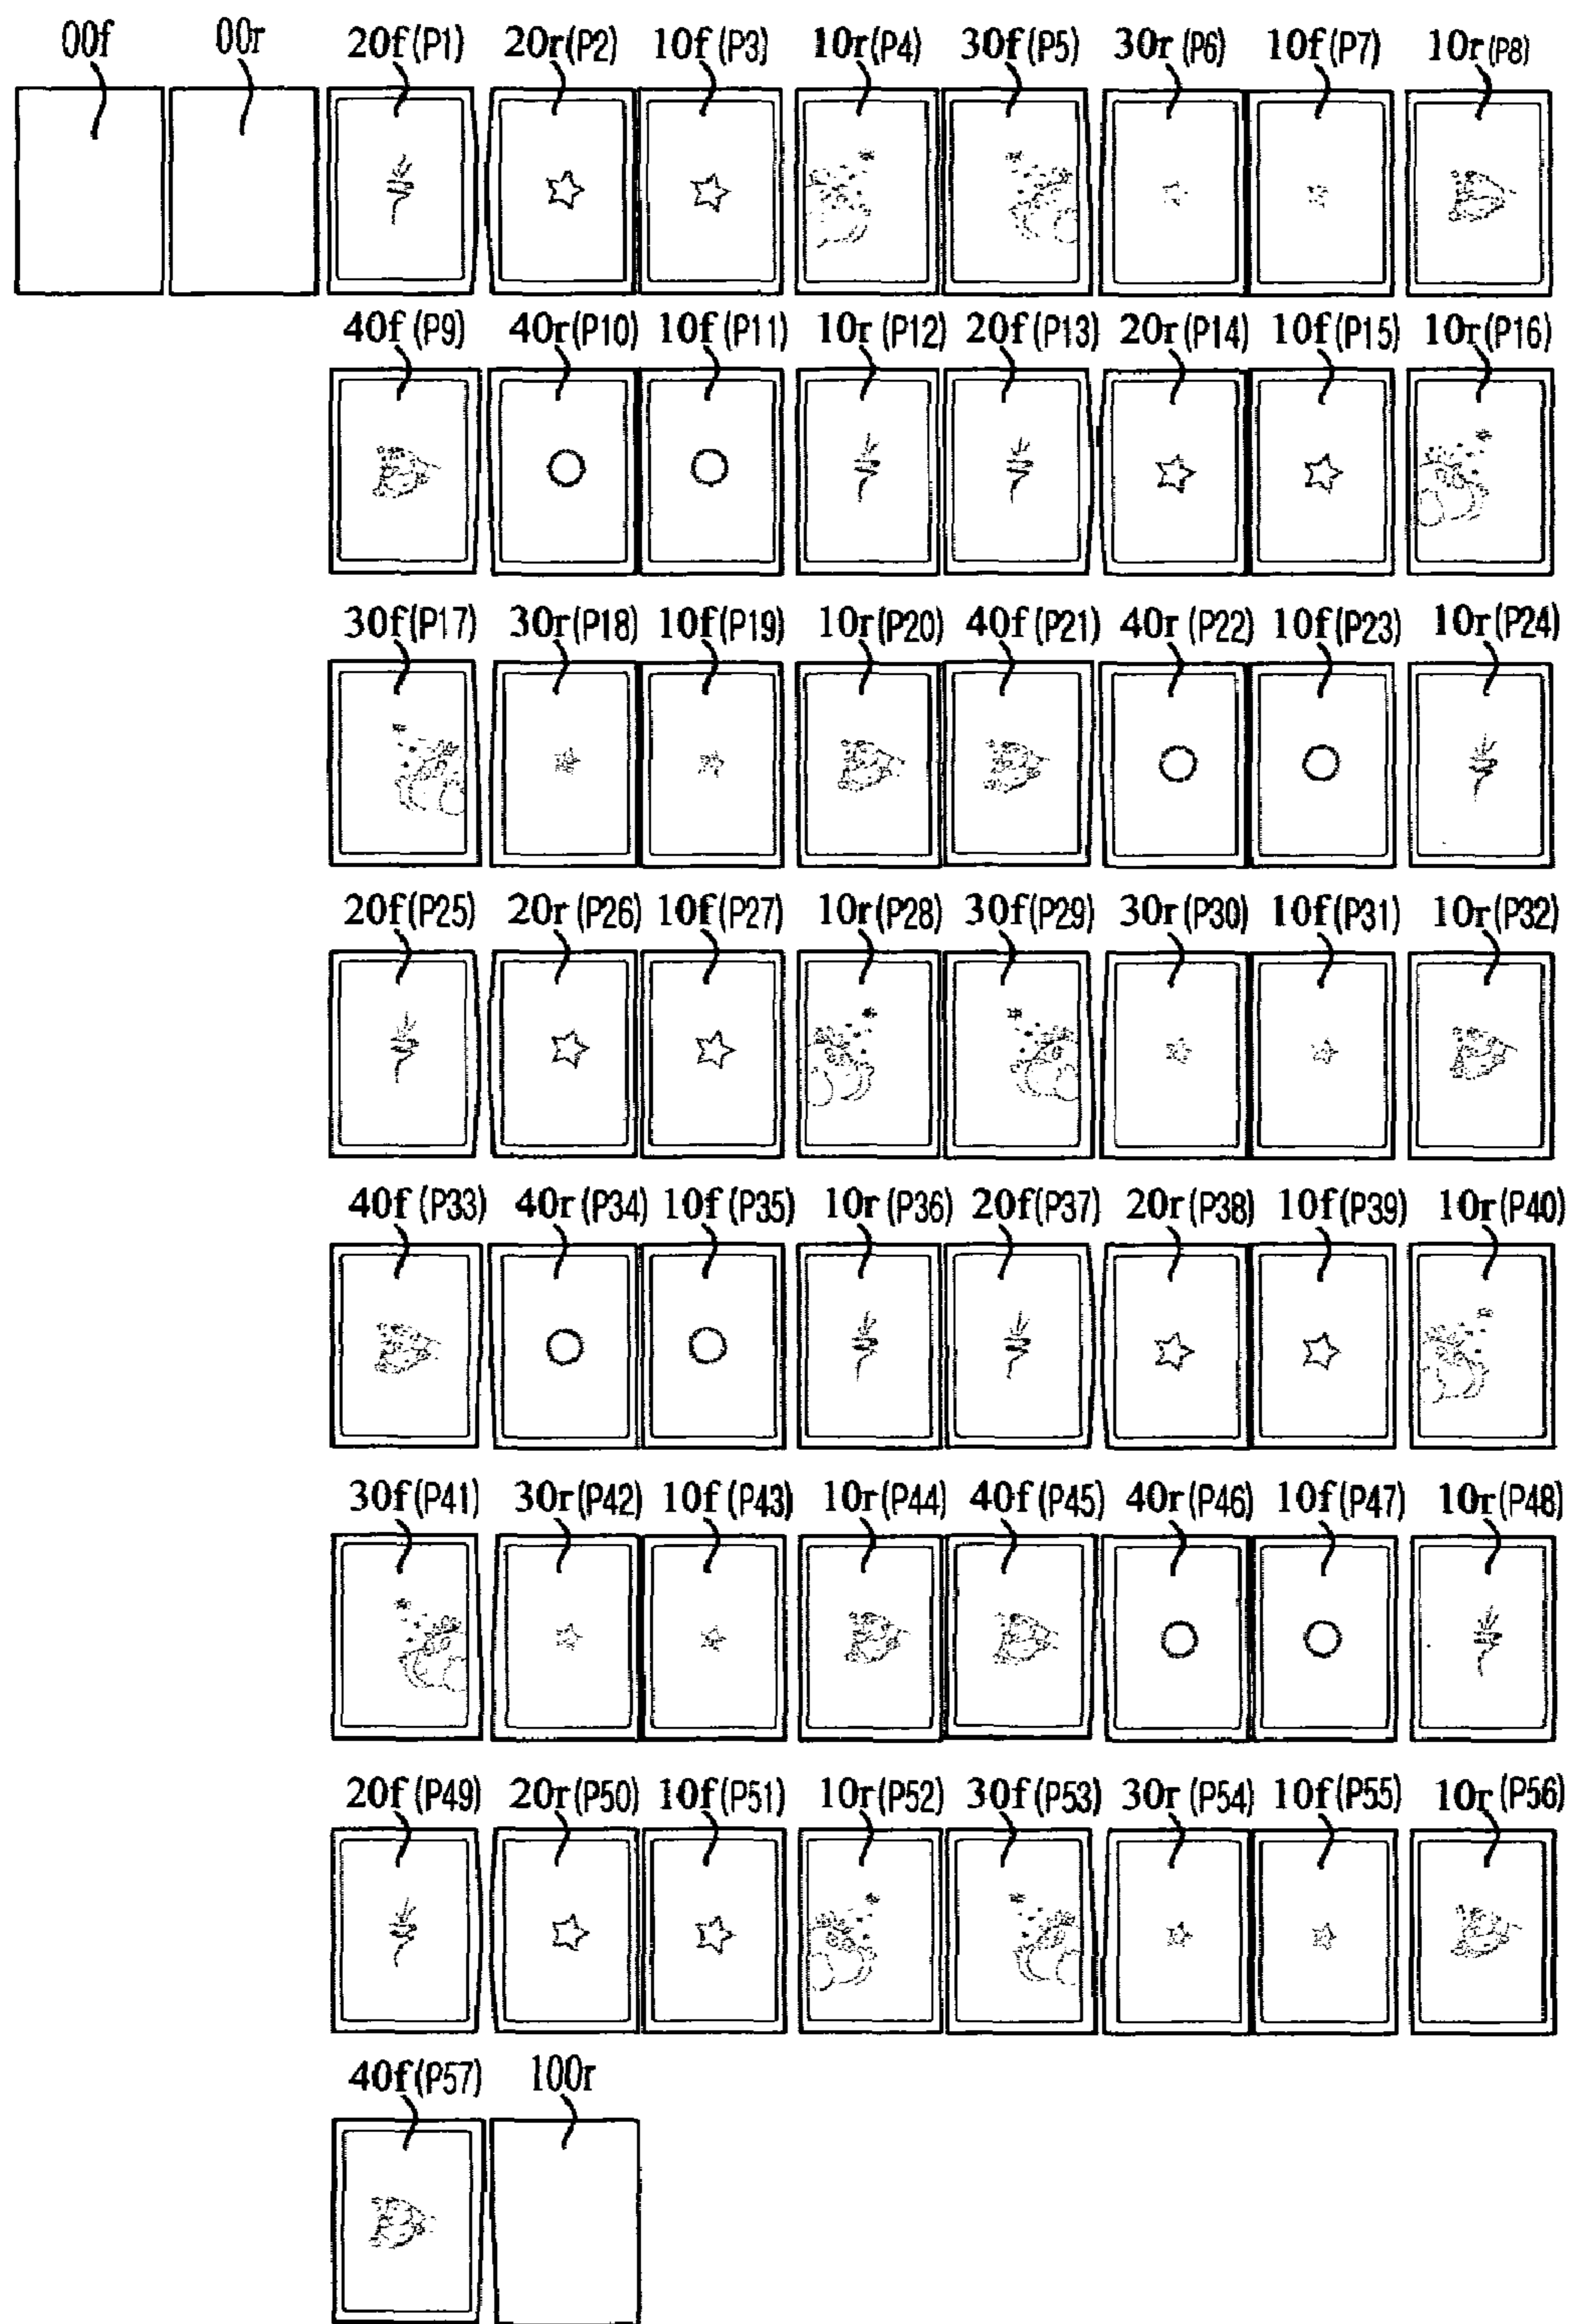 00f 00r 20f (P1) 20r(P2) 10f (P3) 10r(P4) 30f (P5) 30r (P6) 10f (P7) 10r (P8)
40f (P9) 40r(P10) 10f (P11) 10r (P12) 20f (P13) 20r (P14) 10f (P15) 10r(P16)
30f(P17) 30r(P18) 10f(P19) 10r(P20) 40f (P21) 40r (P22) 10f(P23) 10r(P24)
20f(P25) 20r (P26) 10f(P27) 10r(P28) 30f(P29) 30r(P30) 10f(P31) 10r(P32)
40f (P33) 40r (P34) 10f (P35) 10r (P36) 20f(P37) 20r(P38) 10f(P39) 10r(P40)
30f(P41) 30r(P42) 10f (P43) 10r(P44) 40f (P45) 40r(P46) 10f(P47) 10r(P48)
20f (P49) 20r(P50) 10f(P51) 10r(P52) 30f(P53) 30r (P54) 10f(P55) 10r(P56)
40f(P57) 100r